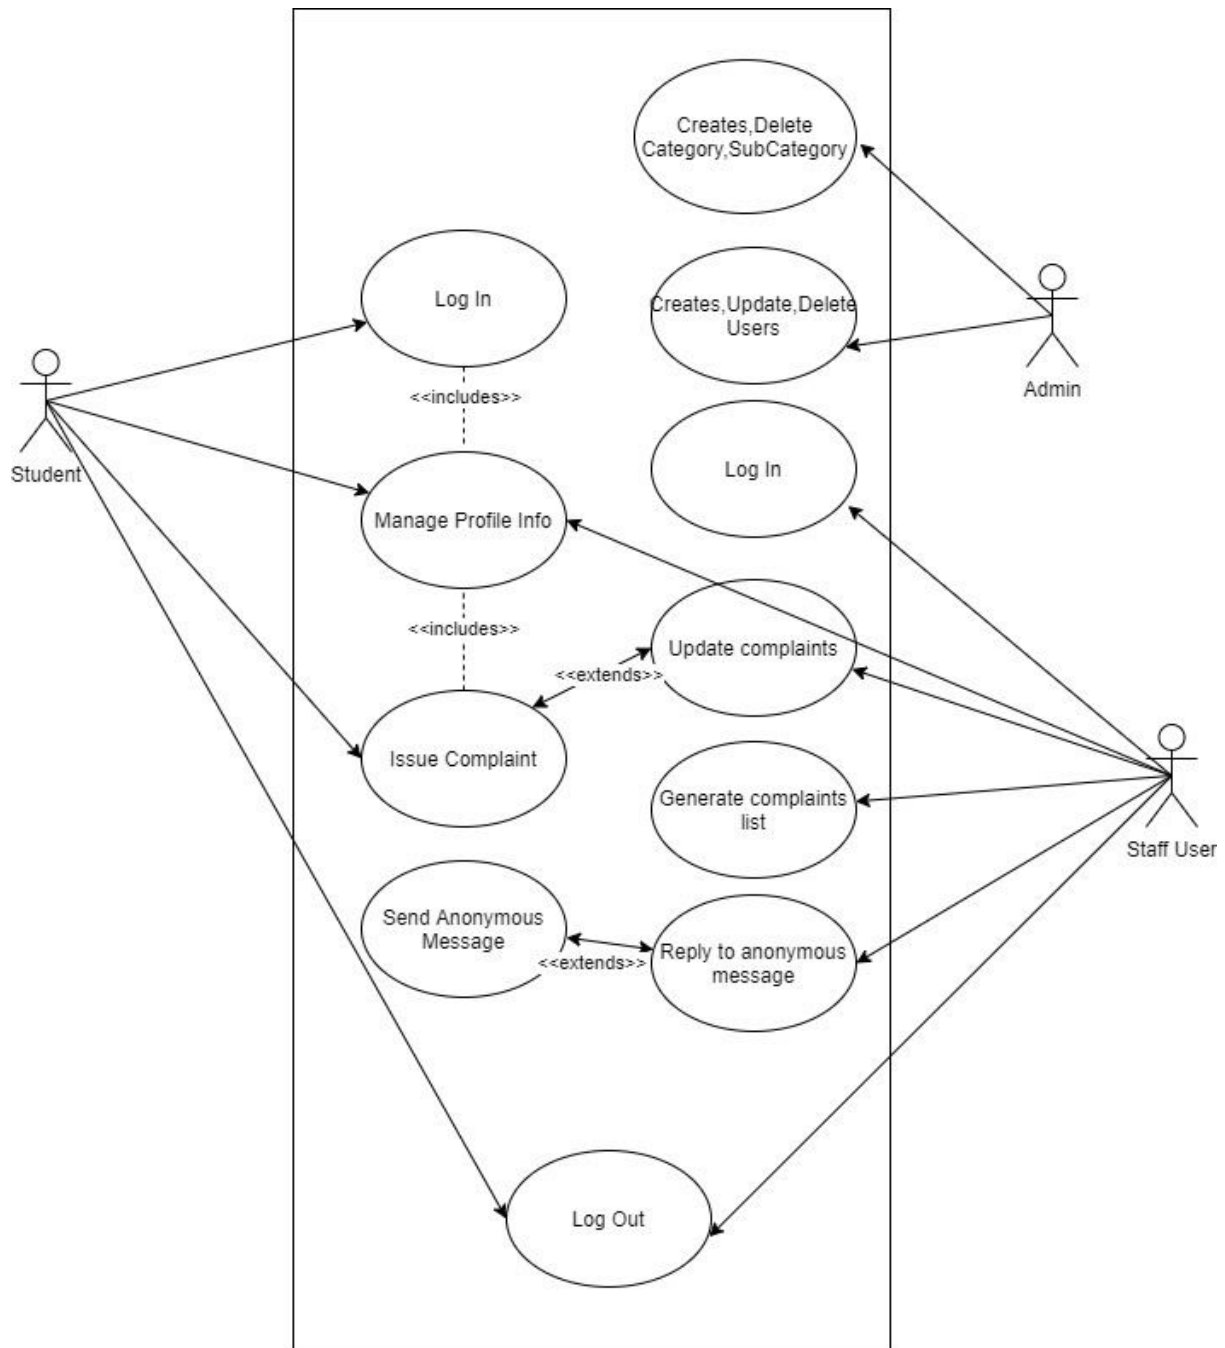 Creates,Delete
Category,SubCategory
Log In
Creates,Update,Delete
Users
Admin
<<includes>>
Student
Log In
Manage Profile Info
<<includes>>
Update complaints
<<extends>>
Issue Complaint
Generate complaints
list
Staff User
Send Anonymous
Message
Reply to anonymous
message
<<extends>>
Log Out